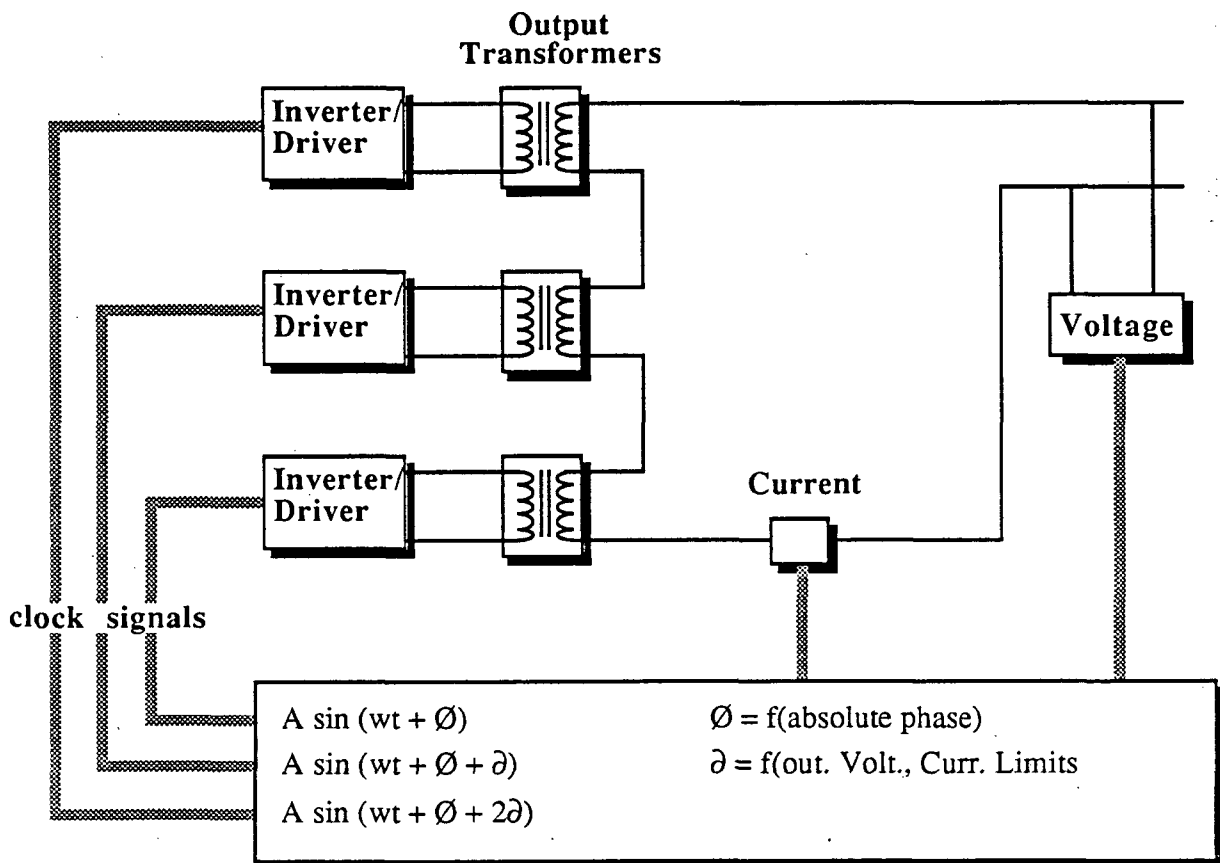 Output
Transformers
Inverter/
Driver
Inverter/
Driver
Voltage
Inverter/
Driver
Current
clock signals
A sin (wt + Ø)
A sin (wt + Ø + ∂)
A sin (wt + Ø + 2∂)
Ø = f(absolute phase)
∂ = f(out. Volt., Curr. Limits